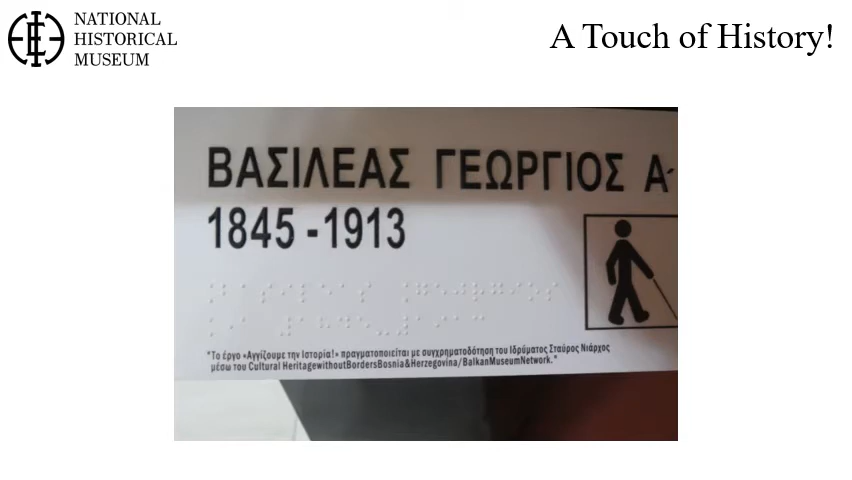 NATIONAL
HISTORICAL
MUSEUM
A Touch of History!
ΒΑΣΙΛΕΑΣ ΓΕΩΡΓΙΟΣ Α΄
1845 - 1913
"Το έργο «Αγγίζουμε την Ιστορία!» πραγματοποιείται με συγχρηματοδότηση του Ιδρύματος Σταύρος Νιάρχος
μέσω του Cultural HeritagewithoutBordersBosnia&Herzegovina/BalkanMuseumNetwork."